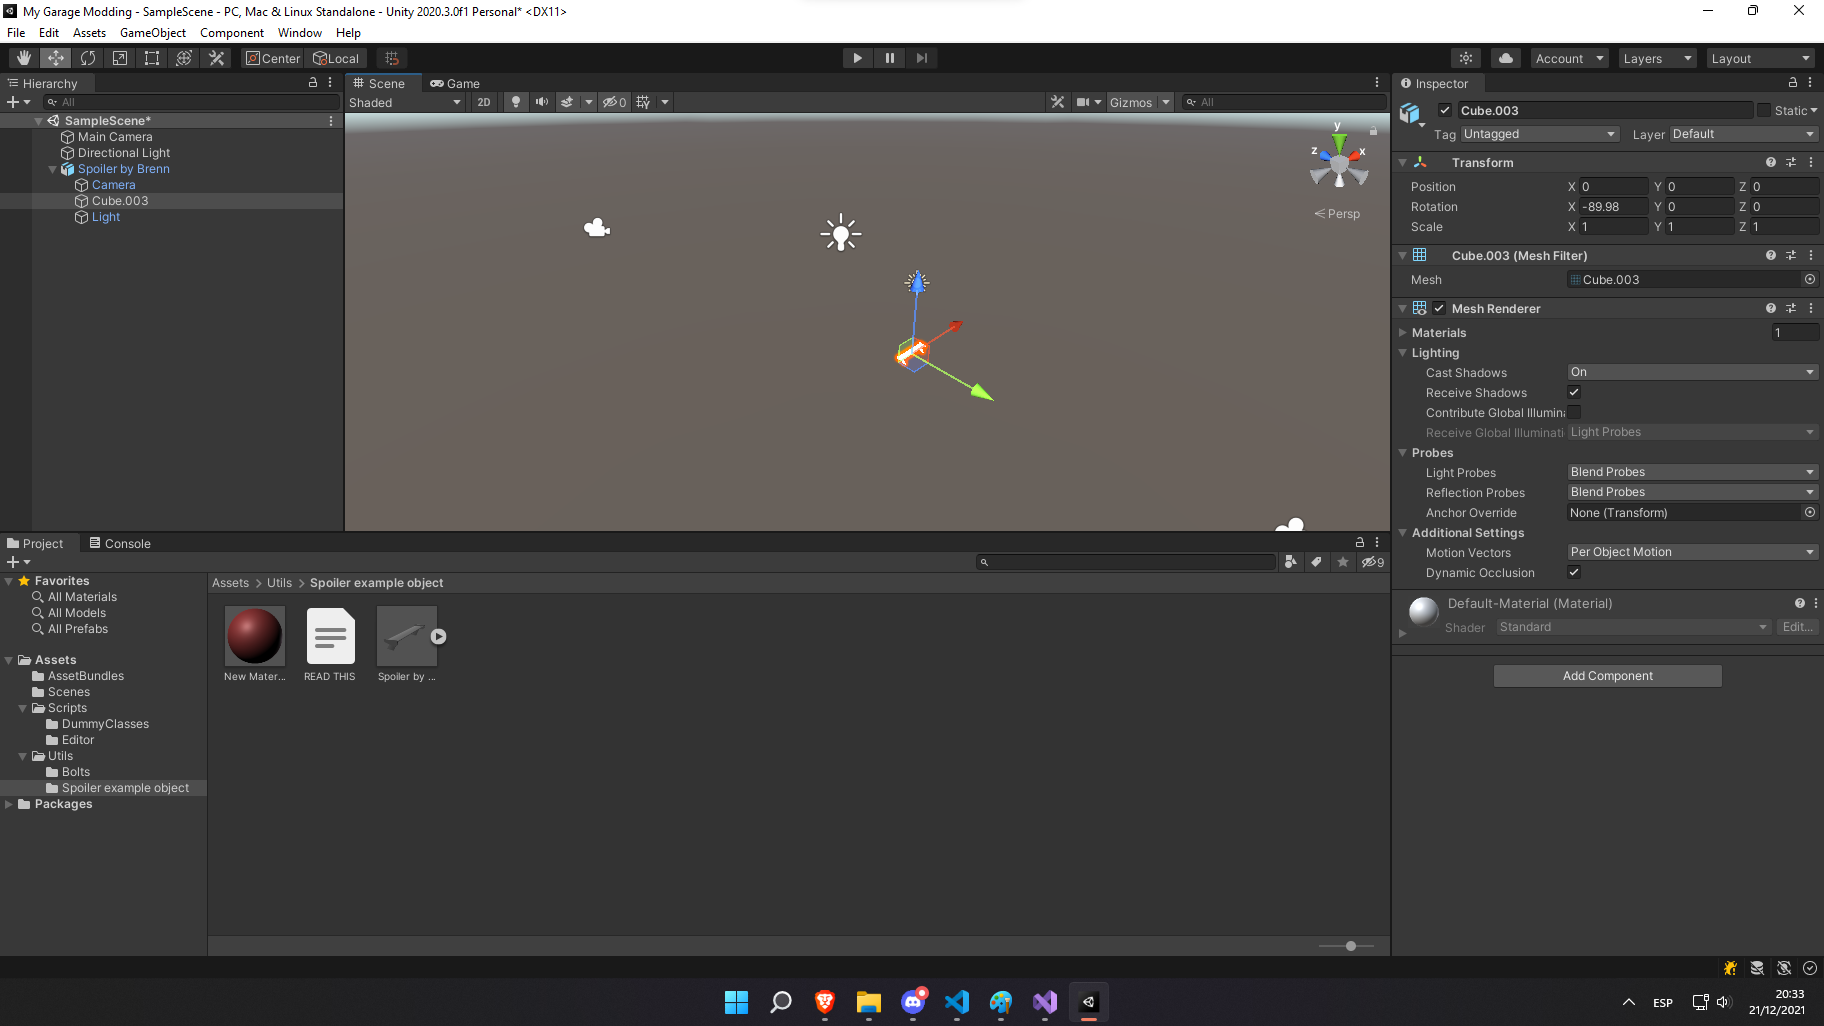 My Garage Modding - SampleScene - PC, Mac & Linux Standalone - Unity 2020.3.0f1 Personal* <DX11>
File Edit Assets GameObject Component Window Help
Center Local
Account Layers Layout
Hierarchy
All
SampleScene*
Main Camera
Directional Light
Spoiler by Brenn
Camera
Cube.003
Light
Scene Game
Shaded 2D 0 Gizmos All
y
z x
Persp
Inspector
Cube.003 Static
Tag Untagged Layer Default
Transform
Position X 0 Y 0 Z 0
Rotation X -89.98 Y 0 Z 0
Scale X 1 Y 1 Z 1
Cube.003 (Mesh Filter)
Mesh Cube.003
Mesh Renderer
Materials 1
Lighting
Cast Shadows On
Receive Shadows
Contribute Global Illumin
Receive Global Illuminati Light Probes
Probes
Light Probes Blend Probes
Reflection Probes Blend Probes
Anchor Override None (Transform)
Additional Settings
Motion Vectors Per Object Motion
Dynamic Occlusion
Default-Material (Material)
Shader Standard Edit...
Add Component
Project Console
9
Favorites
All Materials
All Models
All Prefabs
Assets
AssetBundles
Scenes
Scripts
DummyClasses
Editor
Utils
Bolts
Spoiler example object
Packages
Assets > Utils > Spoiler example object
New Mater... READ THIS Spoiler by ...
ESP
20:33
21/12/2021